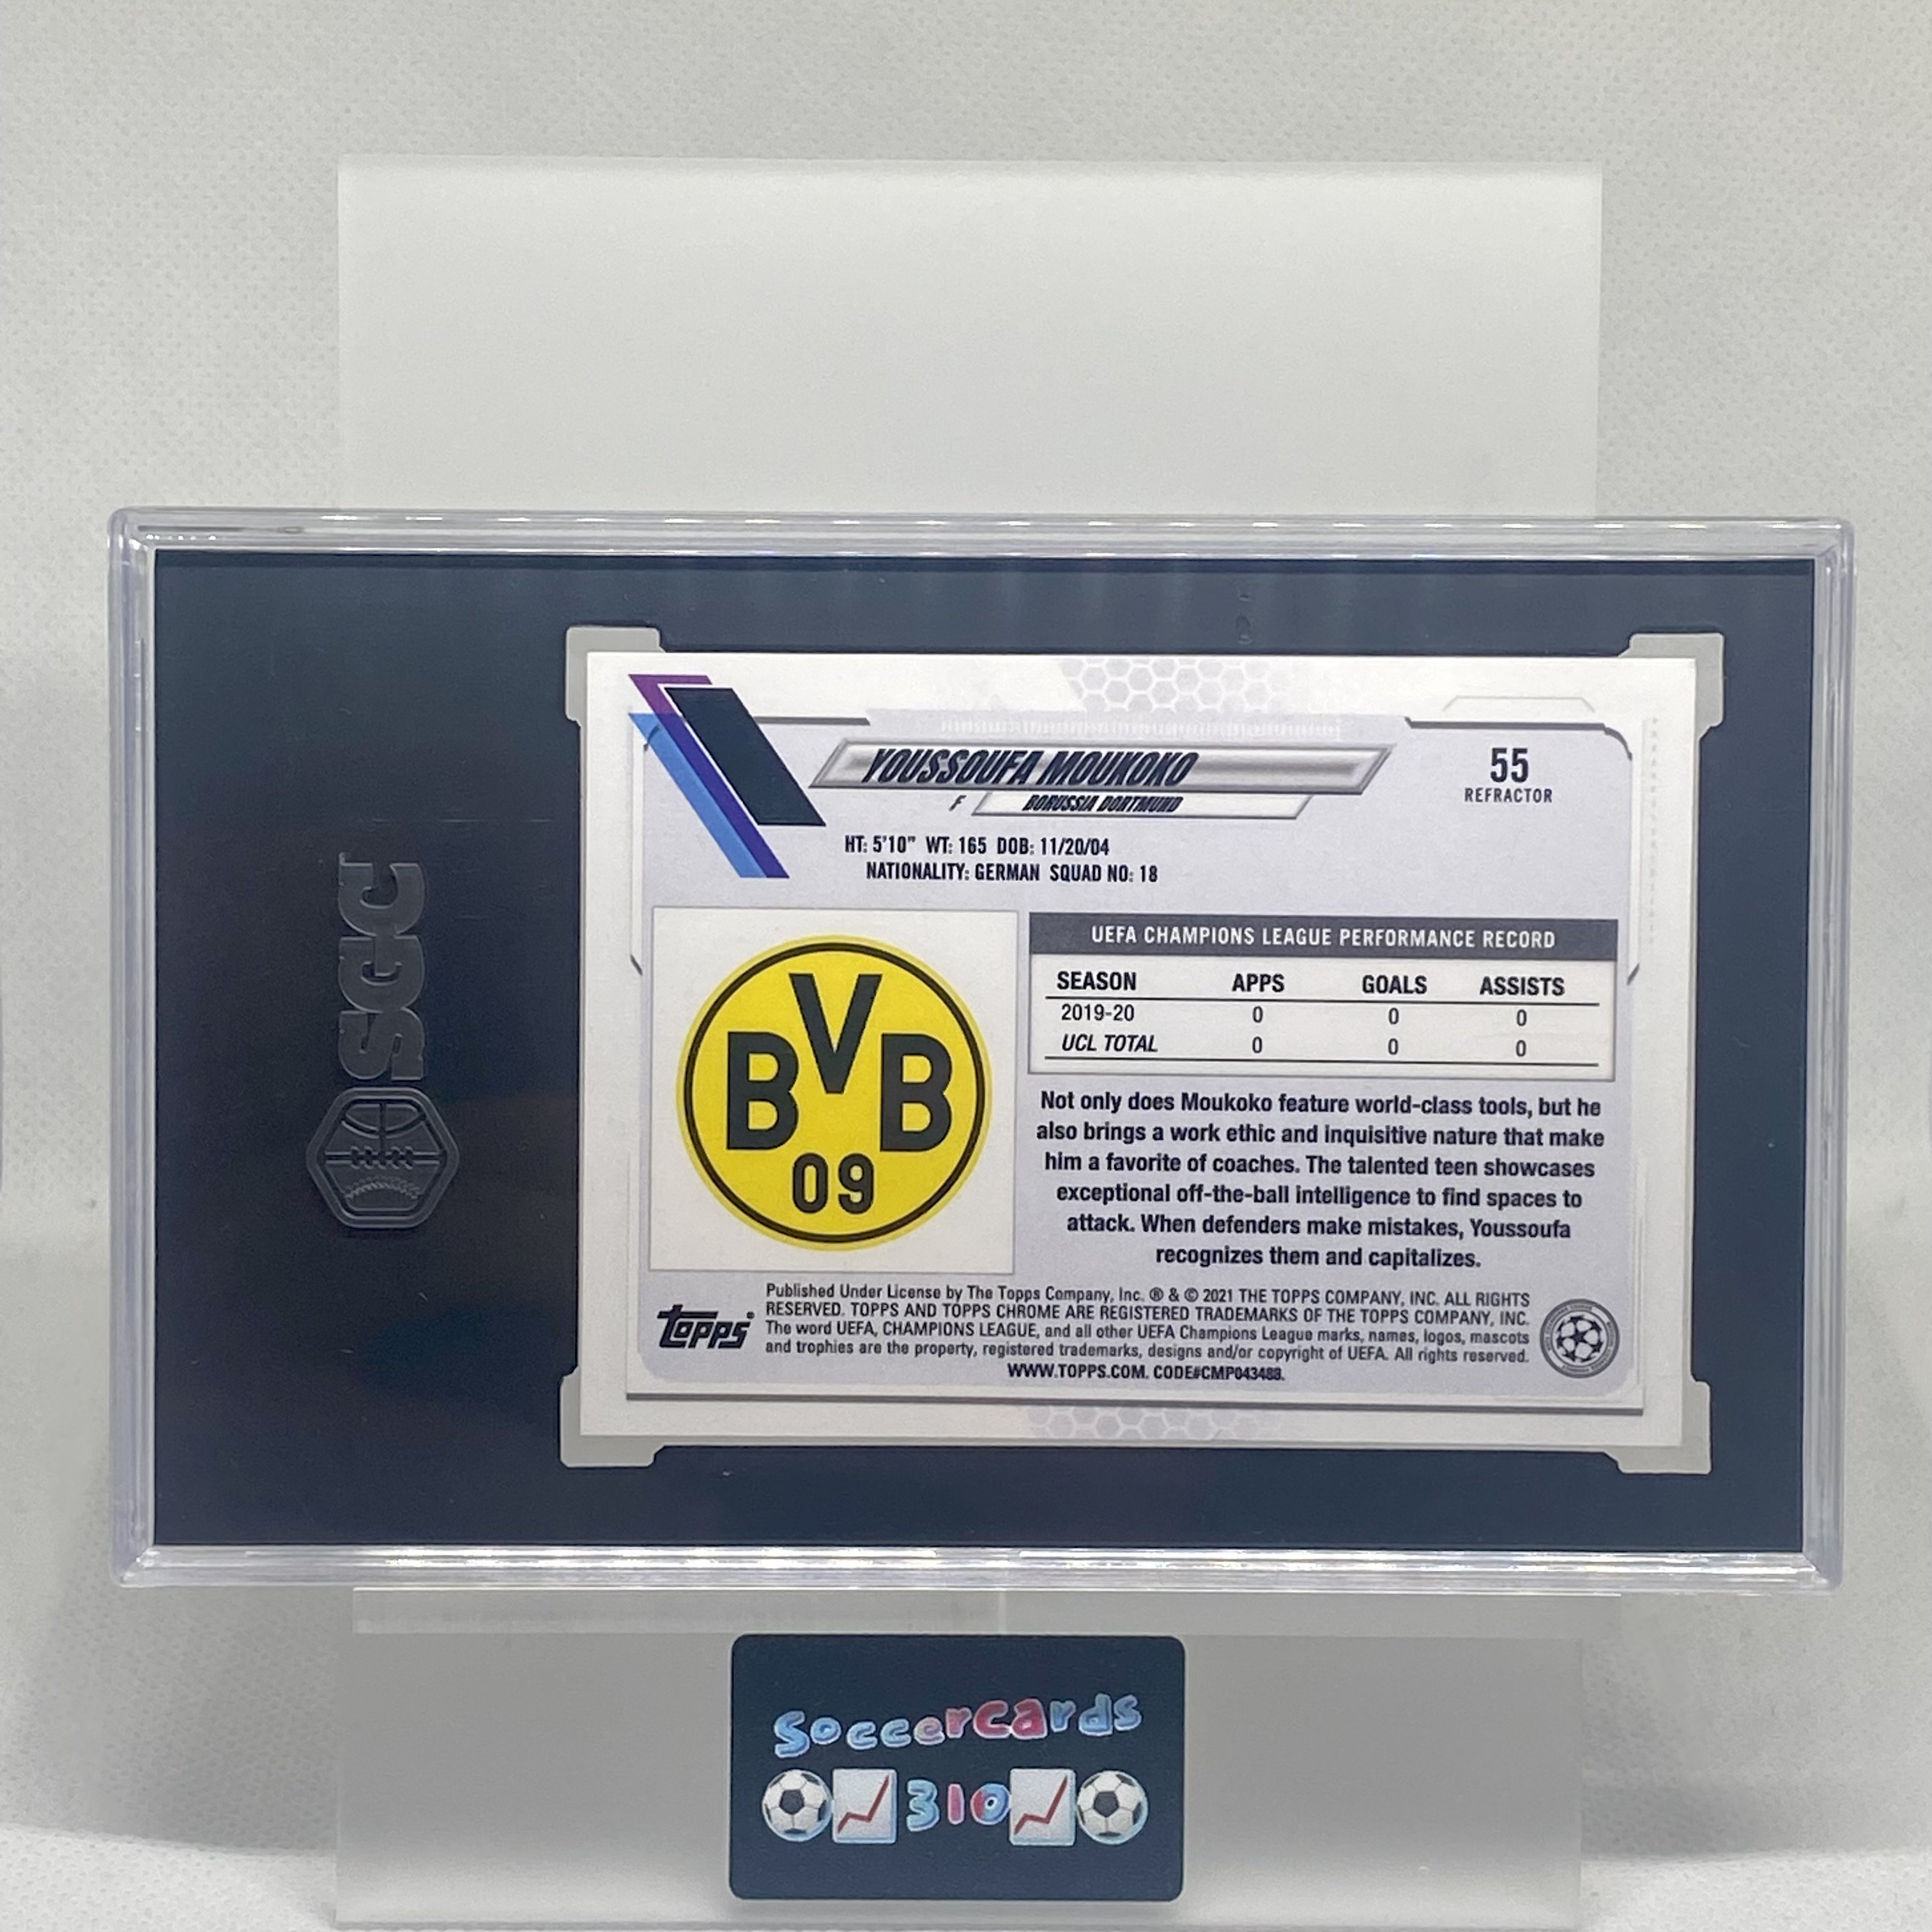 SGC
YOUSSOUFA MOUKOKO
F BORUSSIA DORTMUND
55
REFRACTOR
HT: 5'10" WT: 165 DOB: 11/20/04
NATIONALITY: GERMAN SQUAD NO: 18
BVB
09
UEFA CHAMPIONS LEAGUE PERFORMANCE RECORD
SEASON APPS GOALS ASSISTS
2019-20 0 0 0
UCL TOTAL 0 0 0
Not only does Moukoko feature world-class tools, but he
also brings a work ethic and inquisitive nature that make
him a favorite of coaches. The talented teen showcases
exceptional off-the-ball intelligence to find spaces to
attack. When defenders make mistakes, Youssoufa
recognizes them and capitalizes.
topps
Published Under License by The Topps Company, Inc. ® & © 2021 THE TOPPS COMPANY, INC. ALL RIGHTS
RESERVED. TOPPS AND TOPPS CHROME ARE REGISTERED TRADEMARKS OF THE TOPPS COMPANY, INC.
The word UEFA, CHAMPIONS LEAGUE, and all other UEFA Champions League marks, names, logos, mascots
and trophies are the property, registered trademarks, designs and/or copyright of UEFA. All rights reserved.
WWW.TOPPS.COM. CODE#CMP043488.
Soccercards
310